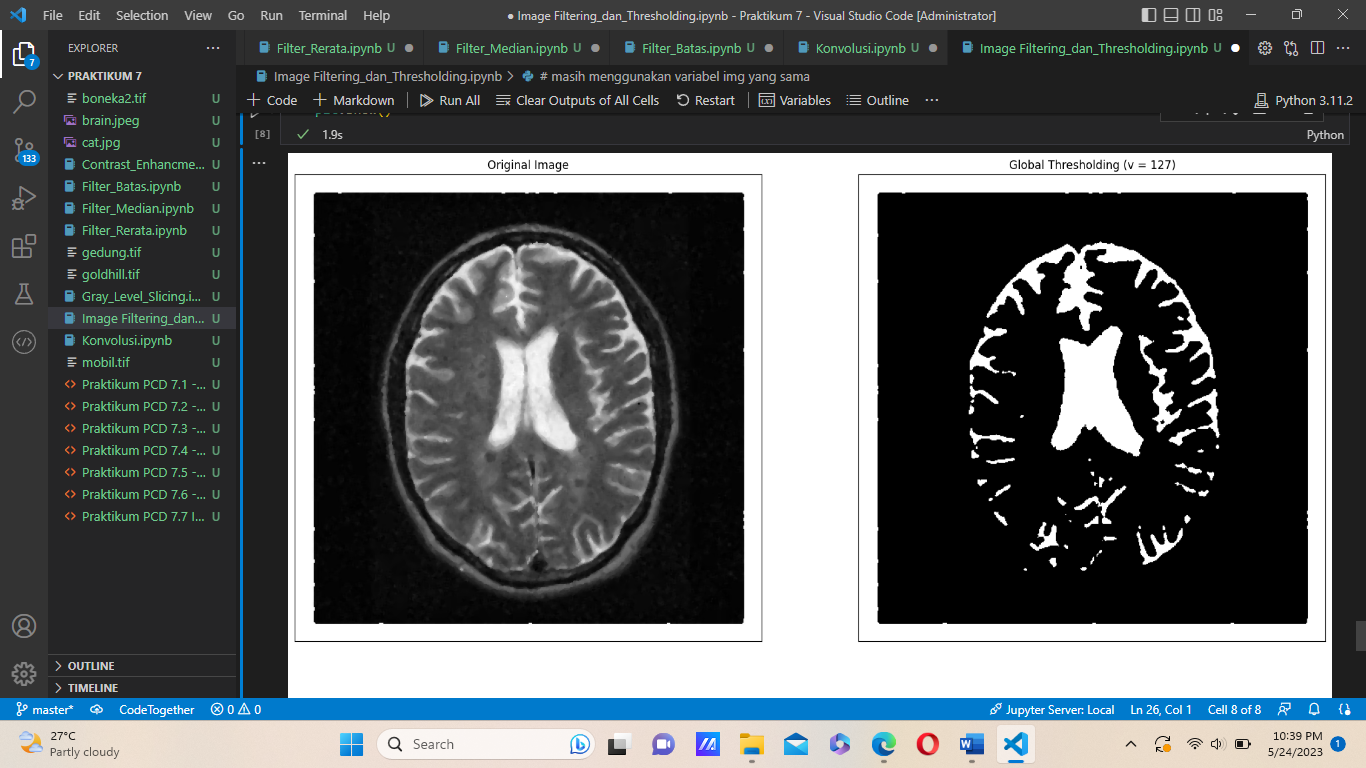 File Edit Selection View Go Run Terminal Help
● Image Filtering_dan_Thresholding.ipynb - Praktikum 7 - Visual Studio Code [Administrator]
EXPLORER ···
Filter_Rerata.ipynb U
Filter_Median.ipynb U
Filter_Batas.ipynb U
Konvolusi.ipynb U
Image Filtering_dan_Thresholding.ipynb U
Image Filtering_dan_Thresholding.ipynb > # masih menggunakan variabel img yang sama
+ Code + Markdown Run All Clear Outputs of All Cells Restart Variables Outline ···
Python 3.11.2
7
133
PRAKTIKUM 7
boneka2.tif U
brain.jpeg U
cat.jpg U
Contrast_Enhancme... U
Filter_Batas.ipynb U
Filter_Median.ipynb U
Filter_Rerata.ipynb U
gedung.tif U
goldhill.tif U
Gray_Level_Slicing.i... U
Image Filtering_dan... U
Konvolusi.ipynb U
mobil.tif U
Praktikum PCD 7.1 -... U
Praktikum PCD 7.2 -... U
Praktikum PCD 7.3 -... U
Praktikum PCD 7.4 -... U
Praktikum PCD 7.5 -... U
Praktikum PCD 7.6 -... U
Praktikum PCD 7.7 I... U
OUTLINE
TIMELINE
[8] 1.9s Python
···
Original Image
Global Thresholding (v = 127)
master* CodeTogether 0 0 Jupyter Server: Local Ln 26, Col 1 Cell 8 of 8
27°C
Partly cloudy
Search
10:39 PM
5/24/2023
1